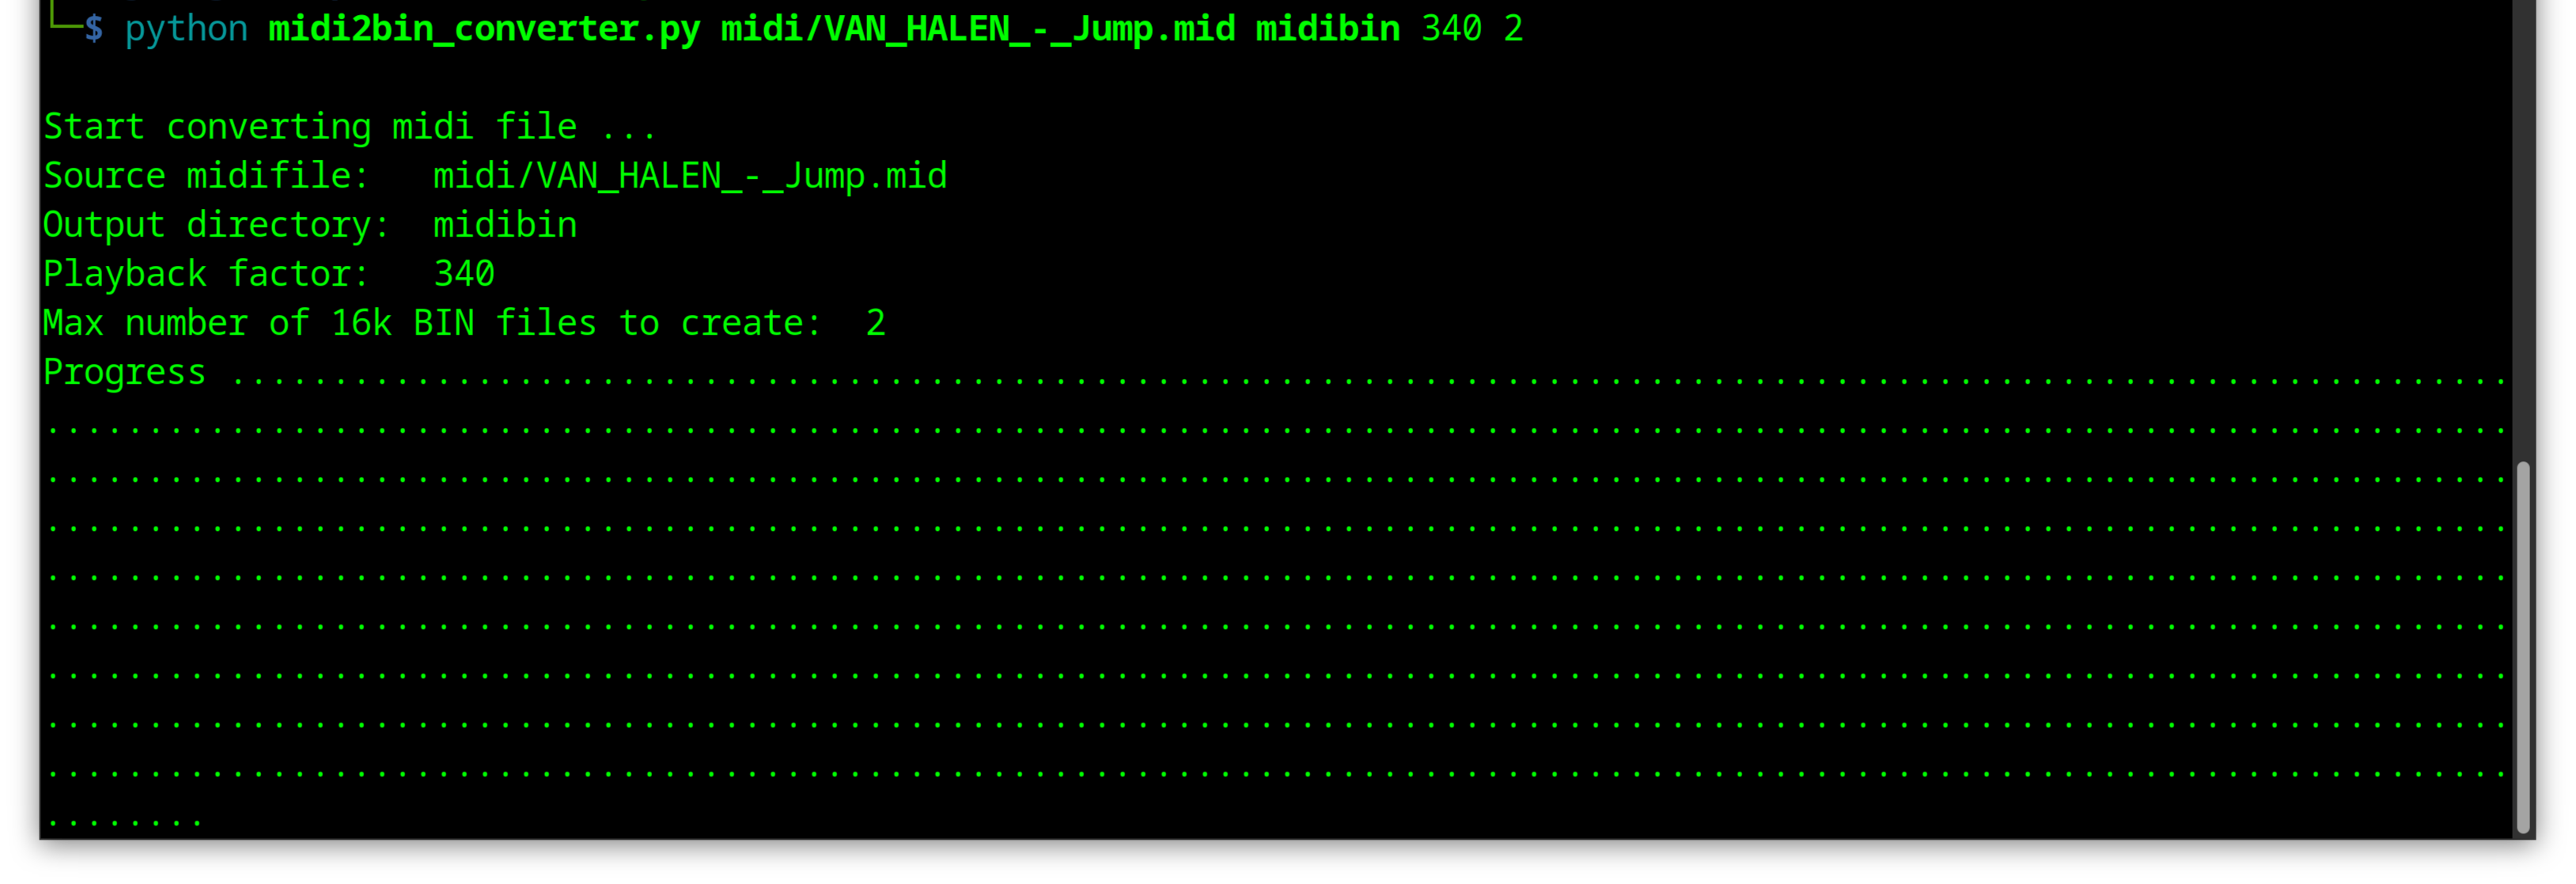 └─$ python midi2bin_converter.py midi/VAN_HALEN_-_Jump.mid midibin 340 2
Start converting midi file ...
Source midifile:   midi/VAN_HALEN_-_Jump.mid
Output directory:  midibin
Playback factor:   340
Max number of 16k BIN files to create:  2
Progress ...............................................................................................................
........................................................................................................................
........................................................................................................................
........................................................................................................................
........................................................................................................................
........................................................................................................................
........................................................................................................................
........................................................................................................................
........................................................................................................................
........